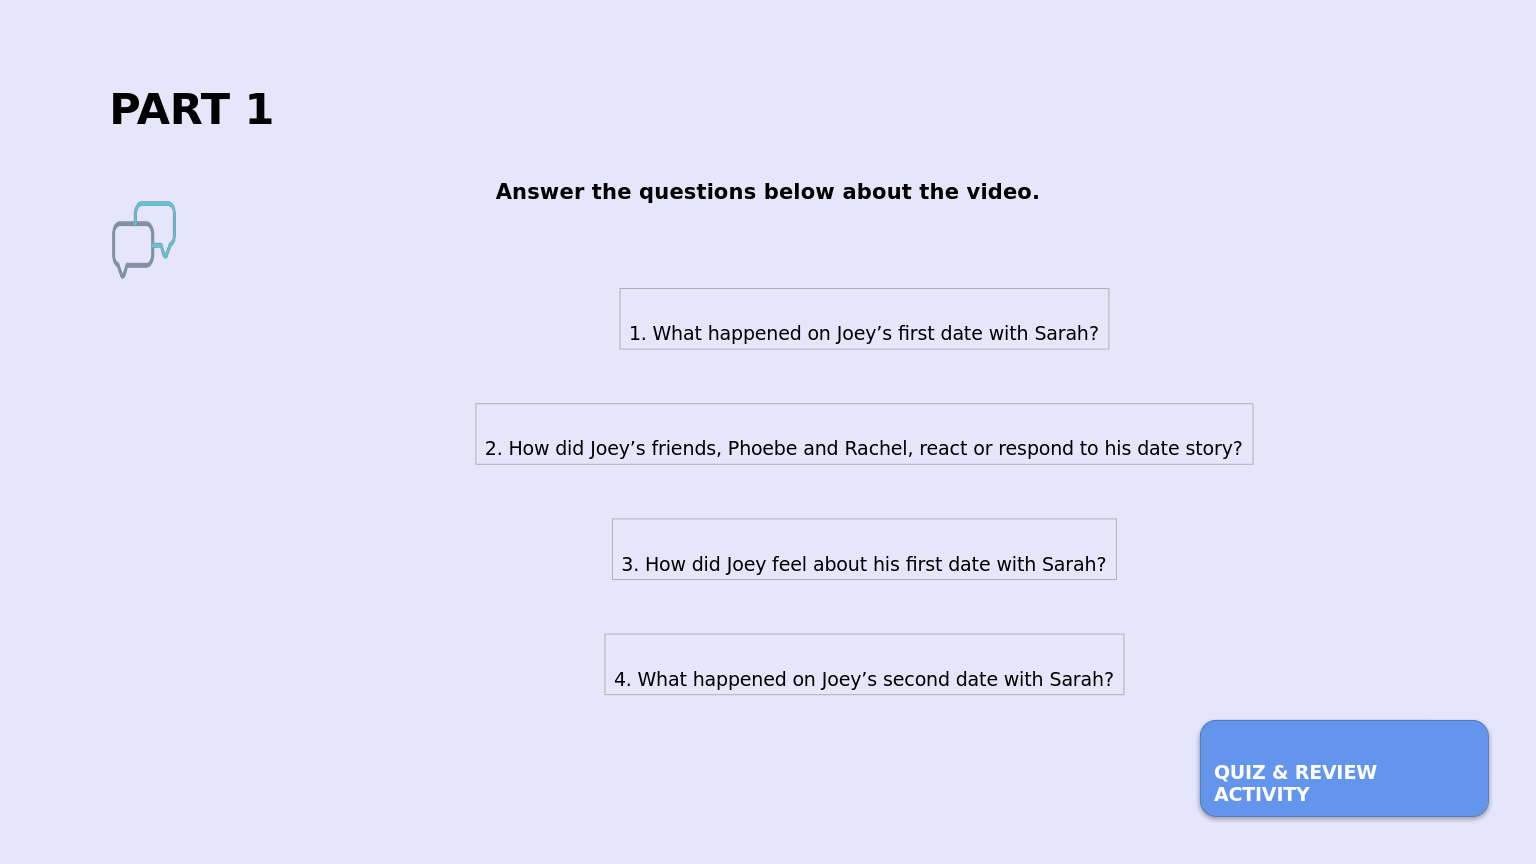 PART 1
Answer the questions below about the video.
1. What happened on Joey’s first date with Sarah?
2. How did Joey’s friends, Phoebe and Rachel, react or respond to his date story?
3. How did Joey feel about his first date with Sarah?
4. What happened on Joey’s second date with Sarah?
QUIZ & REVIEW
ACTIVITY